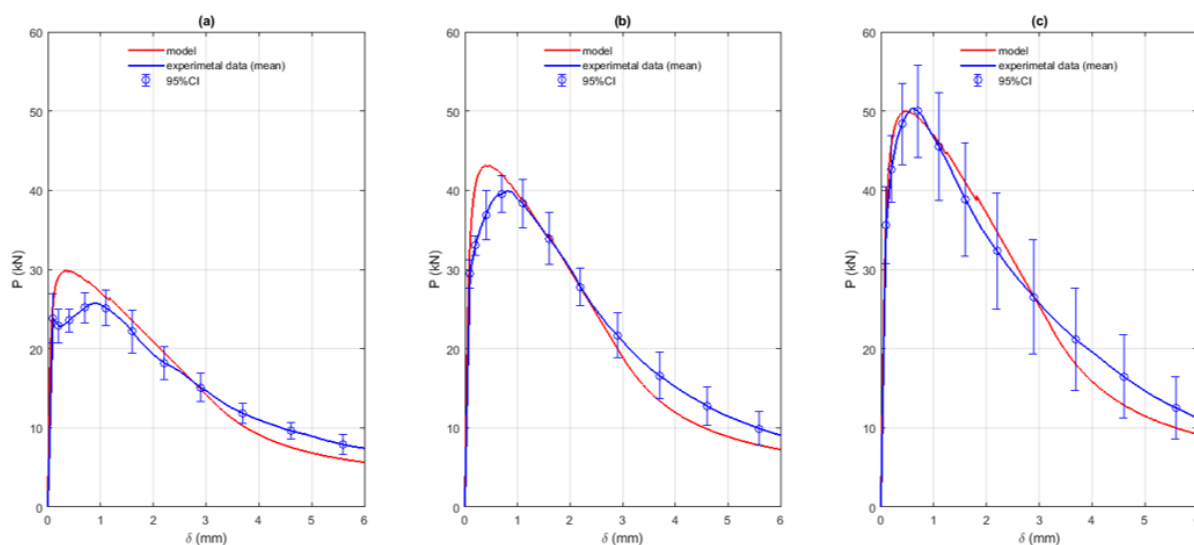 (a)
model
experimetal data (mean)
95%CI
P (kN)
60
50
40
30
20
10
0
0 1 2 3 4 5 6
δ (mm)
(b)
model
experimetal data (mean)
95%CI
P (kN)
60
50
40
30
20
10
0
0 1 2 3 4 5 6
δ (mm)
(c)
model
experimetal data (mean)
95%CI
P (kN)
60
50
40
30
20
10
0
0 1 2 3 4 5 6
δ (mm)